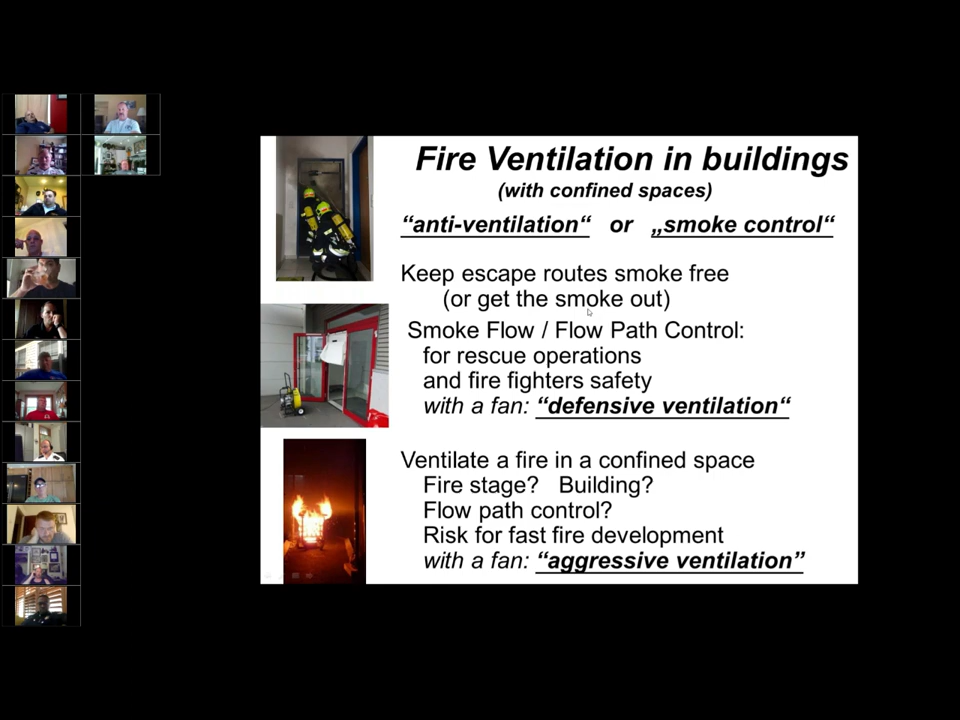 Fire Ventilation in buildings
(with confined spaces)
“anti-ventilation“ or „smoke control“
Keep escape routes smoke free
(or get the smoke out)
Smoke Flow / Flow Path Control:
for rescue operations
and fire fighters safety
with a fan: “defensive ventilation“
Ventilate a fire in a confined space
Fire stage? Building?
Flow path control?
Risk for fast fire development
with a fan: “aggressive ventilation”